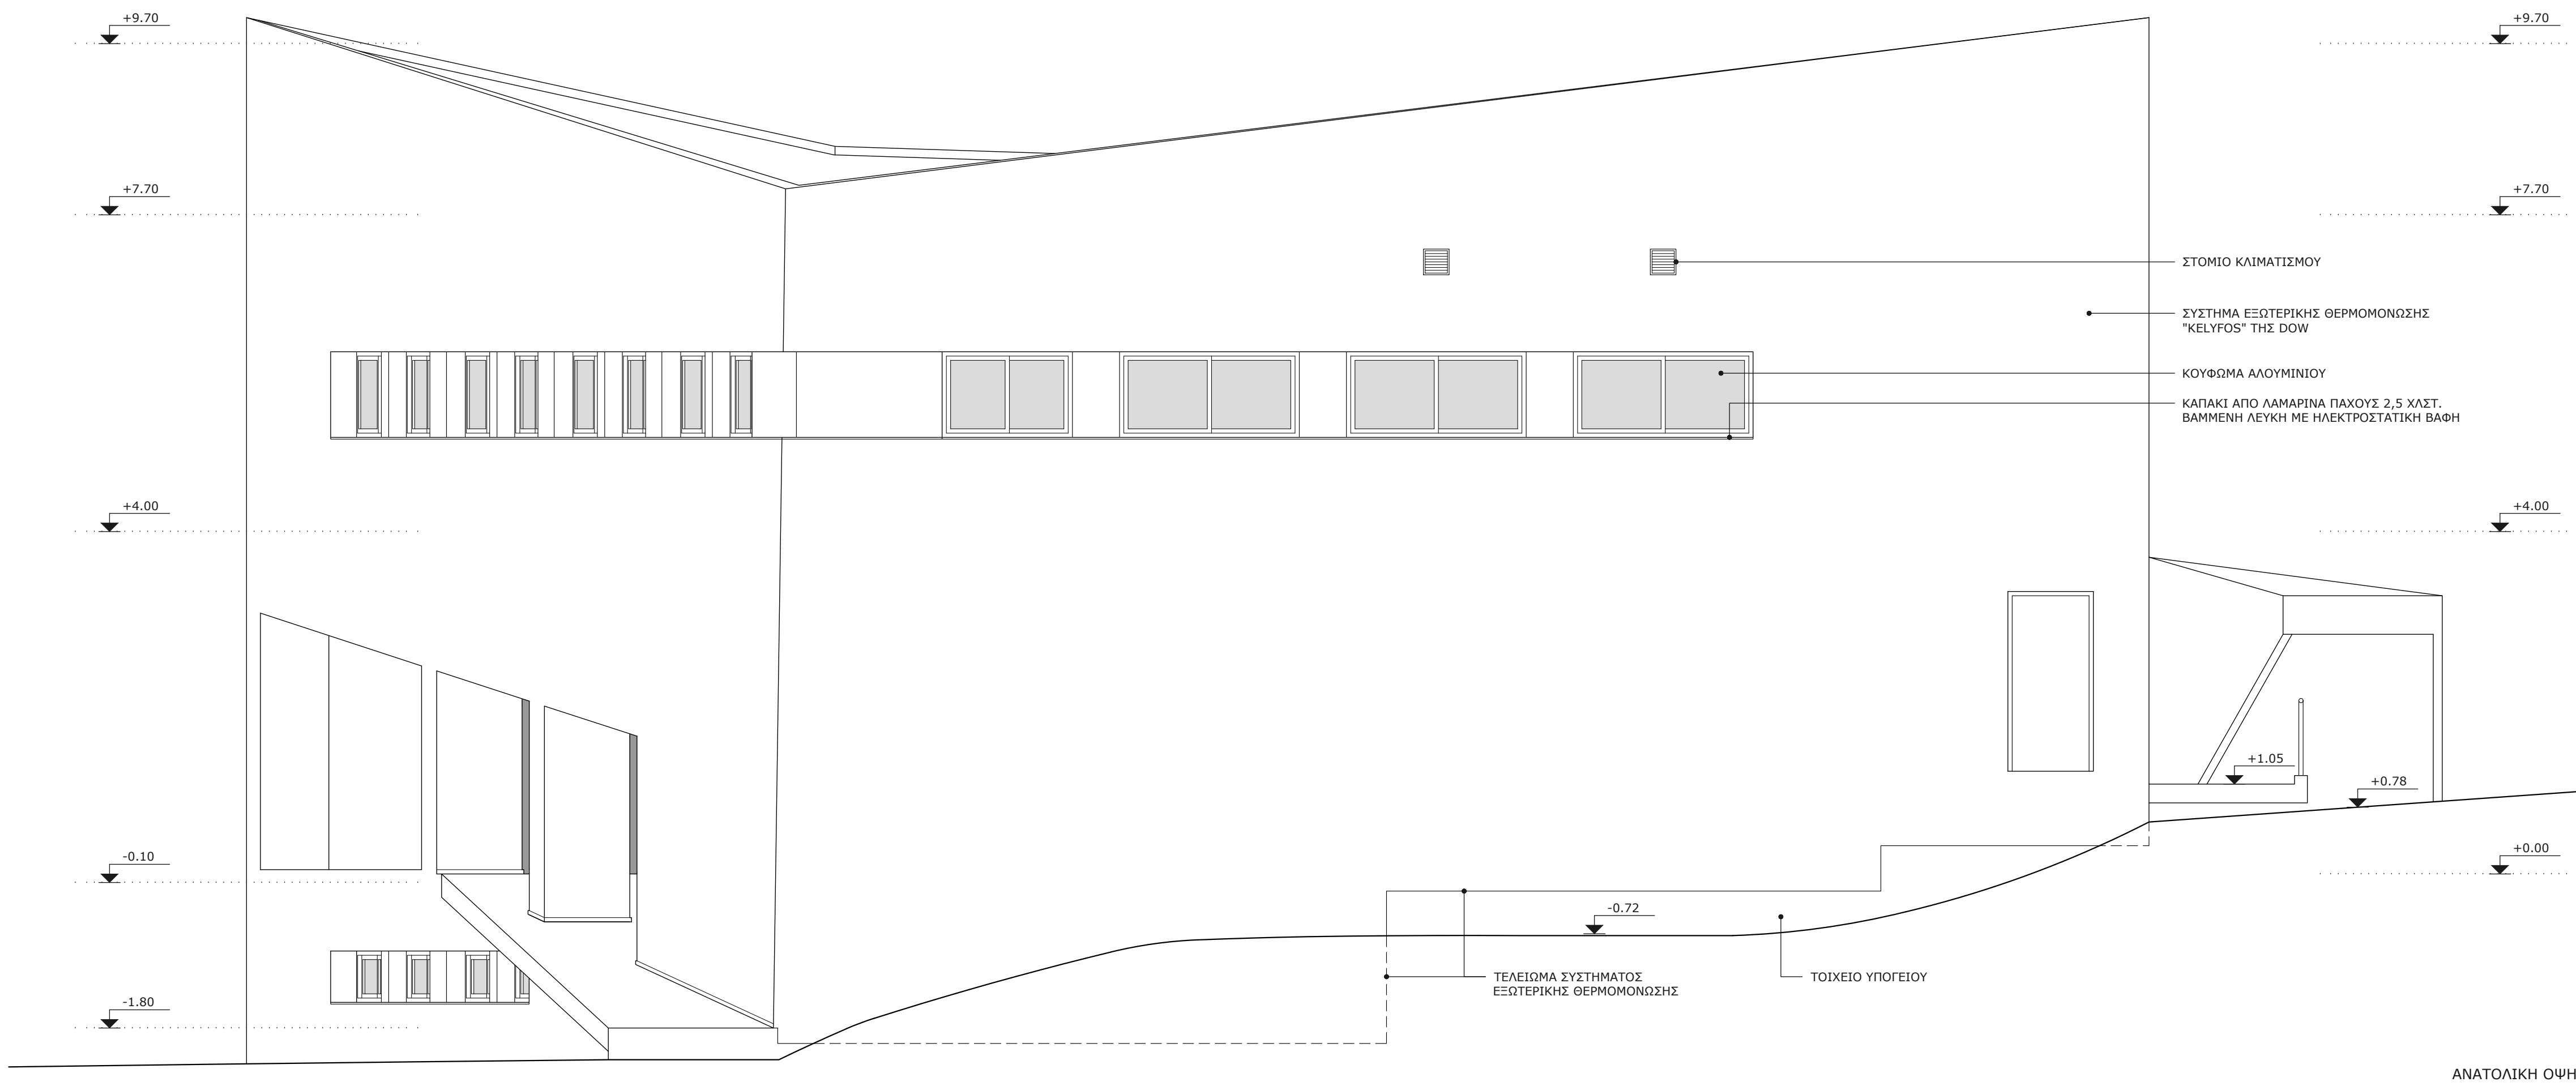 +9.70
+9.70
+7.70
+7.70
ΣΤΟΜΙΟ ΚΛΙΜΑΤΙΣΜΟΥ
ΣΥΣΤΗΜΑ ΕΞΩΤΕΡΙΚΗΣ ΘΕΡΜΟΜΟΝΩΣΗΣ
"KELYFOS" ΤΗΣ DOW
ΚΟΥΦΩΜΑ ΑΛΟΥΜΙΝΙΟΥ
ΚΑΠΑΚΙ ΑΠΟ ΛΑΜΑΡΙΝΑ ΠΑΧΟΥΣ 2,5 ΧΛΣΤ.
ΒΑΜΜΕΝΗ ΛΕΥΚΗ ΜΕ ΗΛΕΚΤΡΟΣΤΑΤΙΚΗ ΒΑΦΗ
+4.00
+4.00
+1.05
+0.78
-0.10
+0.00
-0.72
ΤΕΛΕΙΩΜΑ ΣΥΣΤΗΜΑΤΟΣ
ΕΞΩΤΕΡΙΚΗΣ ΘΕΡΜΟΜΟΝΩΣΗΣ
ΤΟΙΧΕΙΟ ΥΠΟΓΕΙΟΥ
-1.80
ΑΝΑΤΟΛΙΚΗ ΟΨΗ